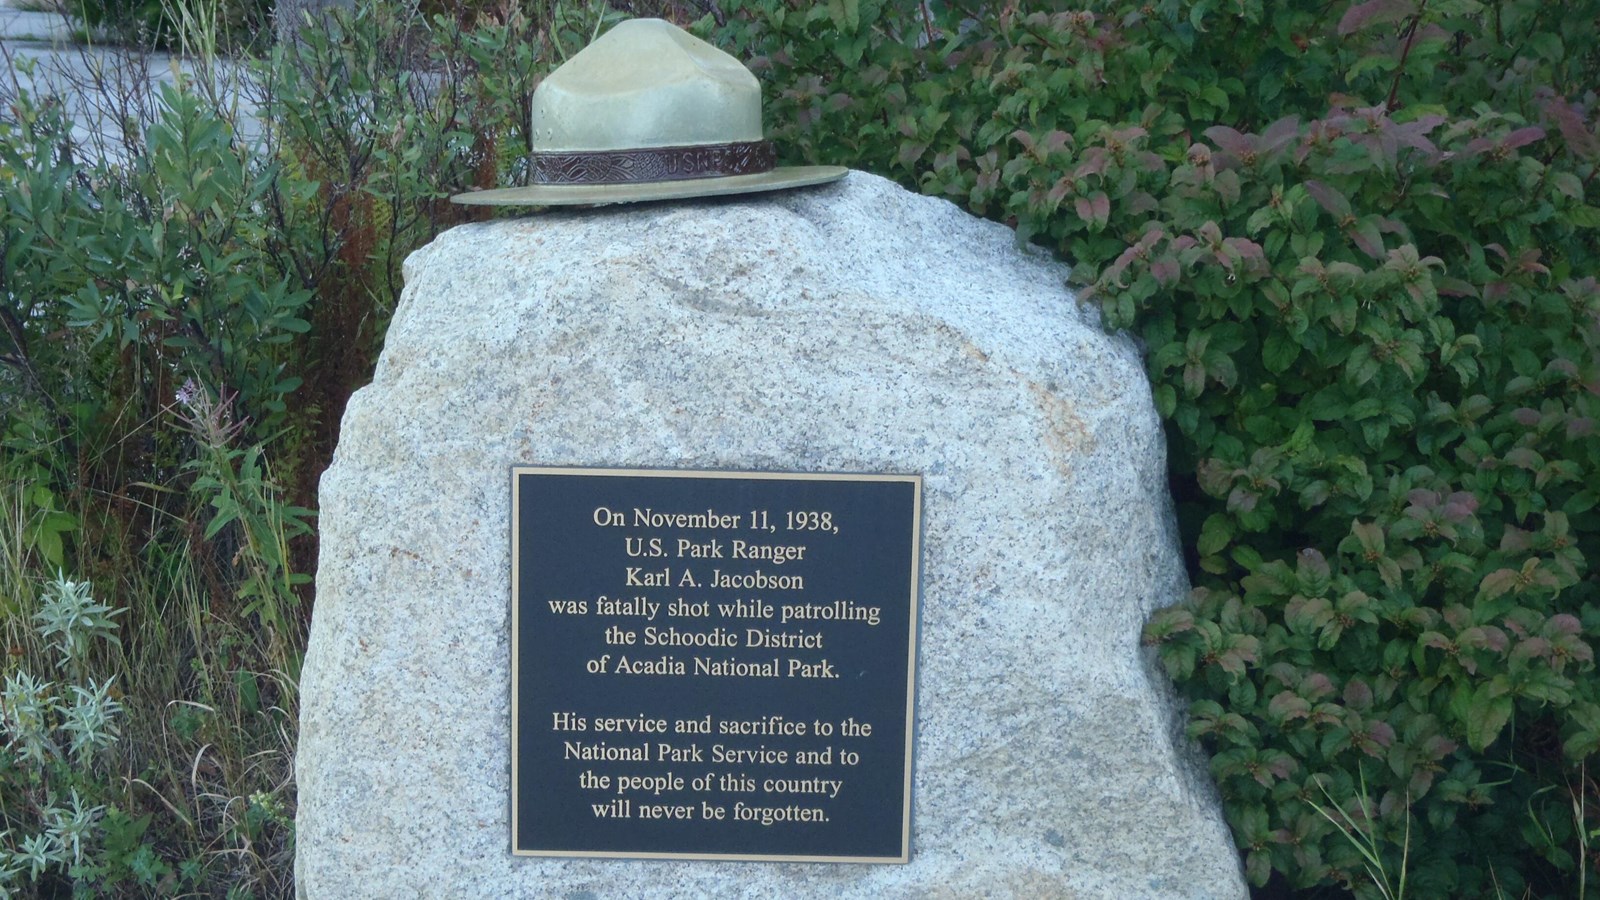 USNPS
On November 11, 1938,
U.S. Park Ranger
Karl A. Jacobson
was fatally shot while patrolling
the Schoodic District
of Acadia National Park.
His service and sacrifice to the
National Park Service and to
the people of this country
will never be forgotten.